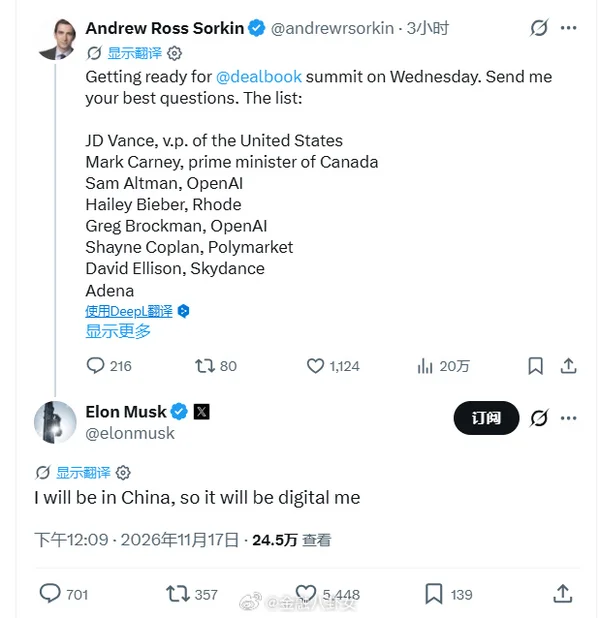 Andrew Ross Sorkin @andrewrsorkin · 3小时
显示翻译
Getting ready for @dealbook summit on Wednesday. Send me
your best questions. The list:
JD Vance, v.p. of the United States
Mark Carney, prime minister of Canada
Sam Altman, OpenAI
Hailey Bieber, Rhode
Greg Brockman, OpenAI
Shayne Coplan, Polymarket
David Ellison, Skydance
Adena
使用DeepL翻译
显示更多
216 80 1,124 20万
Elon Musk X
@elonmusk
订阅
显示翻译
I will be in China, so it will be digital me
下午12:09 · 2026年11月17日 · 24.5万 查看
701 357 5,448 139
@金融八卦女